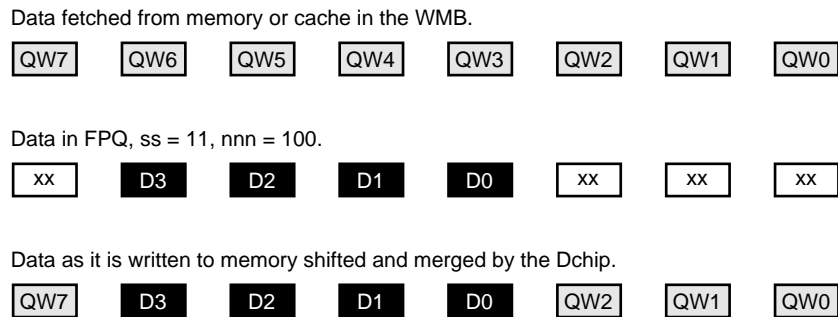 Data fetched from memory or cache in the WMB.
QW7 QW6 QW5 QW4 QW3 QW2 QW1 QW0
Data in FPQ, ss = 11, nnn = 100.
xx D3 D2 D1 D0 xx xx xx
Data as it is written to memory shifted and merged by the Dchip.
QW7 D3 D2 D1 D0 QW2 QW1 QW0